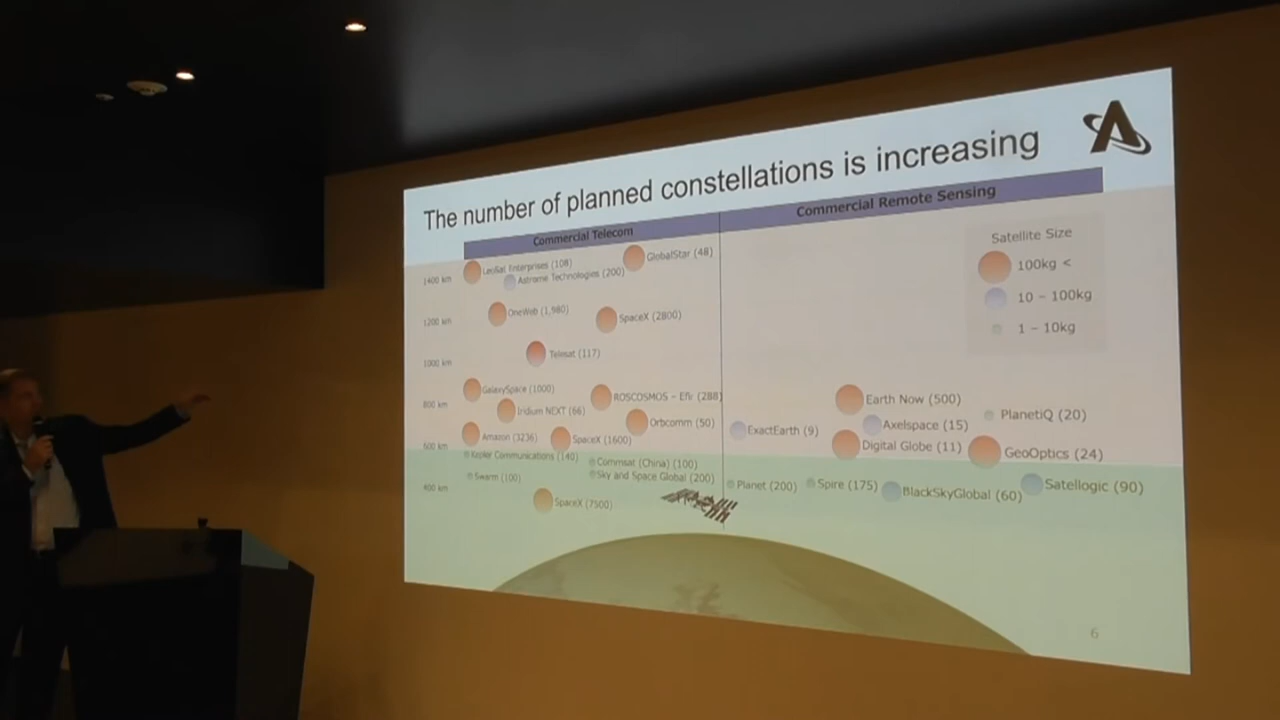 The number of planned constellations is increasing
Commercial Telecom
Commercial Remote Sensing
Satellite Size
100kg <
10 – 100kg
1 – 10kg
1400 km
LeoSat Enterprises (108)
GlobalStar (48)
Astrome Technologies (200)
1200 km
OneWeb (1,980)
SpaceX (2800)
1000 km
Telesat (117)
800 km
GalaxySpace (1000)
ROSCOSMOS – Efir (288)
Iridium NEXT (66)
Orbcomm (50)
Earth Now (500)
PlanetiQ (20)
600 km
Amazon (3236)
SpaceX (1600)
ExactEarth (9)
Axelspace (15)
Digital Globe (11)
GeoOptics (24)
Kepler Communications (140)
Commsat (China) (100)
400 km
Swarm (100)
Sky and Space Global (200)
Planet (200)
Spire (175)
BlackSkyGlobal (60)
Satellogic (90)
SpaceX (7500)
6